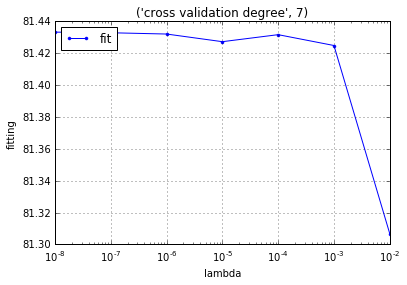 ('cross validation degree', 7)
fit
81.44
81.42
81.40
81.38
81.36
81.34
81.32
81.30
fitting
10⁻⁸ 10⁻⁷ 10⁻⁶ 10⁻⁵ 10⁻⁴ 10⁻³ 10⁻²
lambda